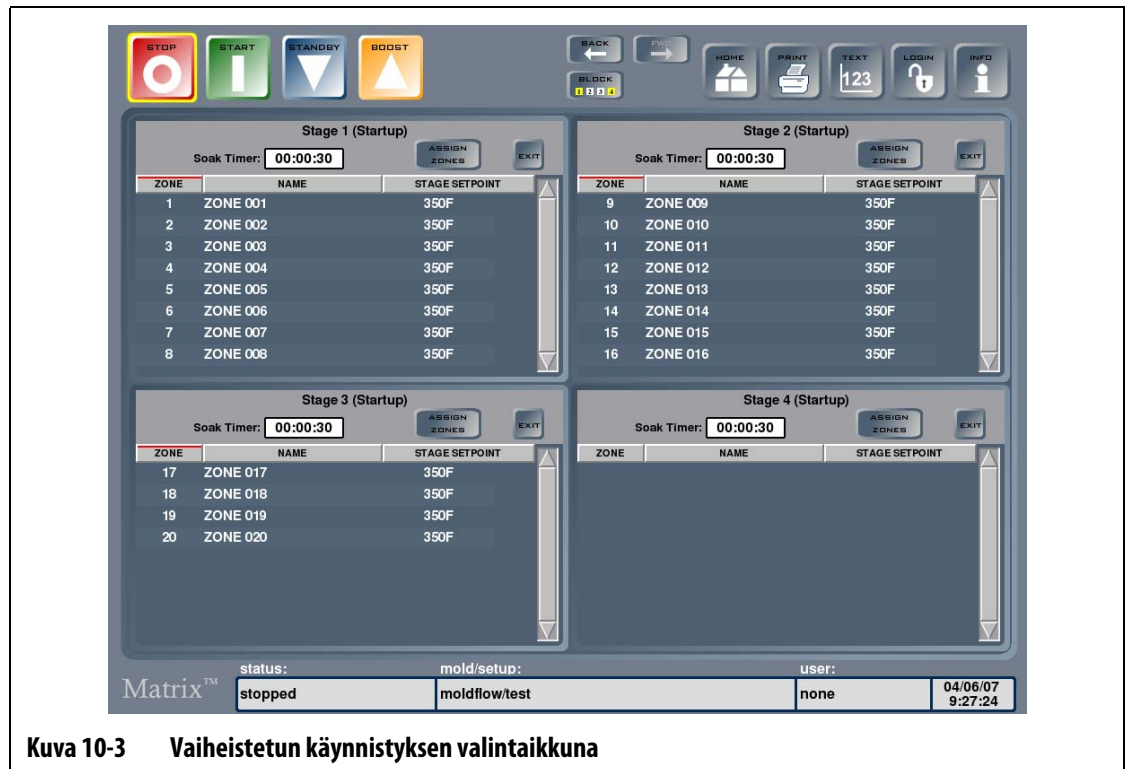 STOP START STANDBY BOOST BACK FWD HOME PRINT TEXT LOGIN INFO
BLOCK
1 2 3 4
123
Stage 1 (Startup)
Soak Timer: 00:00:30 ASSIGN ZONES EXIT
ZONE NAME STAGE SETPOINT
1 ZONE 001 350F
2 ZONE 002 350F
3 ZONE 003 350F
4 ZONE 004 350F
5 ZONE 005 350F
6 ZONE 006 350F
7 ZONE 007 350F
8 ZONE 008 350F
Stage 2 (Startup)
Soak Timer: 00:00:30 ASSIGN ZONES EXIT
ZONE NAME STAGE SETPOINT
9 ZONE 009 350F
10 ZONE 010 350F
11 ZONE 011 350F
12 ZONE 012 350F
13 ZONE 013 350F
14 ZONE 014 350F
15 ZONE 015 350F
16 ZONE 016 350F
Stage 3 (Startup)
Soak Timer: 00:00:30 ASSIGN ZONES EXIT
ZONE NAME STAGE SETPOINT
17 ZONE 017 350F
18 ZONE 018 350F
19 ZONE 019 350F
20 ZONE 020 350F
Stage 4 (Startup)
Soak Timer: 00:00:30 ASSIGN ZONES EXIT
ZONE NAME STAGE SETPOINT
status: mold/setup: user:
Matrix™ stopped moldflow/test none 04/06/07
9:27:24
Kuva 10-3 Vaiheistetun käynnistyksen valintaikkuna